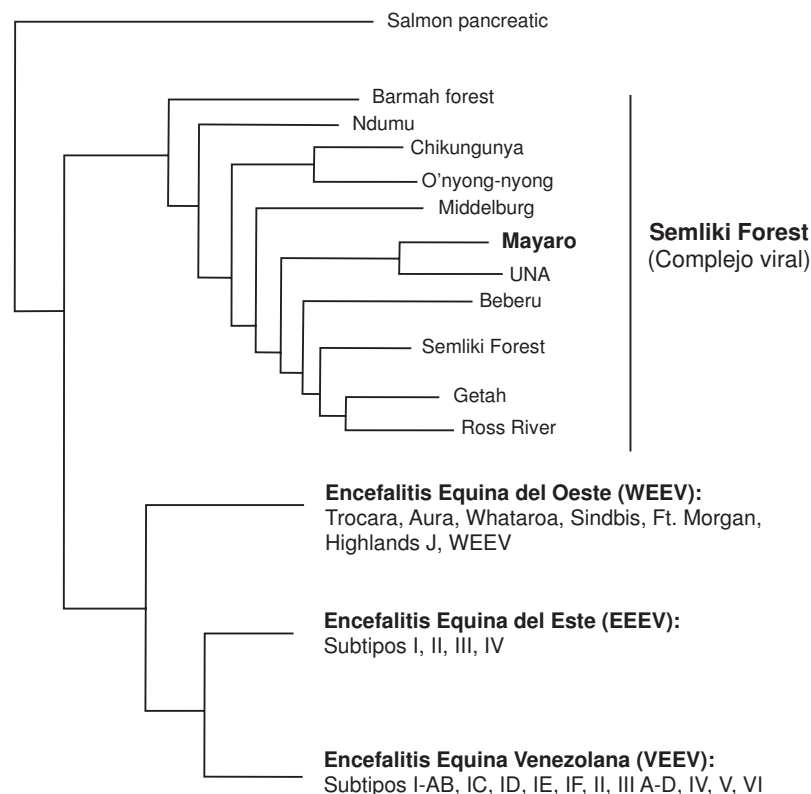 Salmon pancreatic
Barmah forest
Ndumu
Chikungunya
O'nyong-nyong
Middelburg
Mayaro
UNA
Beberu
Semliki Forest
Getah
Ross River
Semliki Forest
(Complejo viral)
Encefalitis Equina del Oeste (WEEV):
Trocara, Aura, Whataroa, Sindbis, Ft. Morgan,
Highlands J, WEEV
Encefalitis Equina del Este (EEEV):
Subtipos I, II, III, IV
Encefalitis Equina Venezolana (VEEV):
Subtipos I-AB, IC, ID, IE, IF, II, III A-D, IV, V, VI